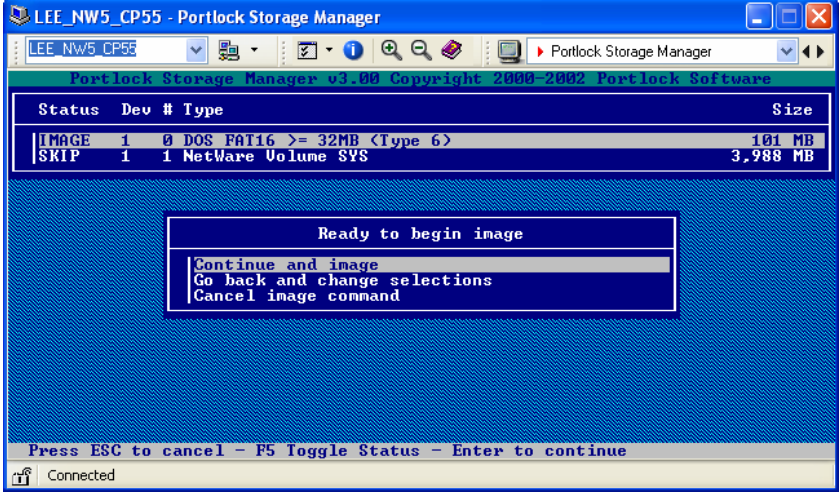 LEE_NW5_CP55 - Portlock Storage Manager
LEE_NW5_CP55 Portlock Storage Manager
Portlock Storage Manager v3.00 Copyright 2000-2002 Portlock Software
Status Dev # Type Size
IMAGE 1 0 DOS FAT16 >= 32MB (Type 6) 101 MB
SKIP 1 1 NetWare Volume SYS 3,988 MB
Ready to begin image
Continue and image
Go back and change selections
Cancel image command
Press ESC to cancel - F5 Toggle Status - Enter to continue
Connected